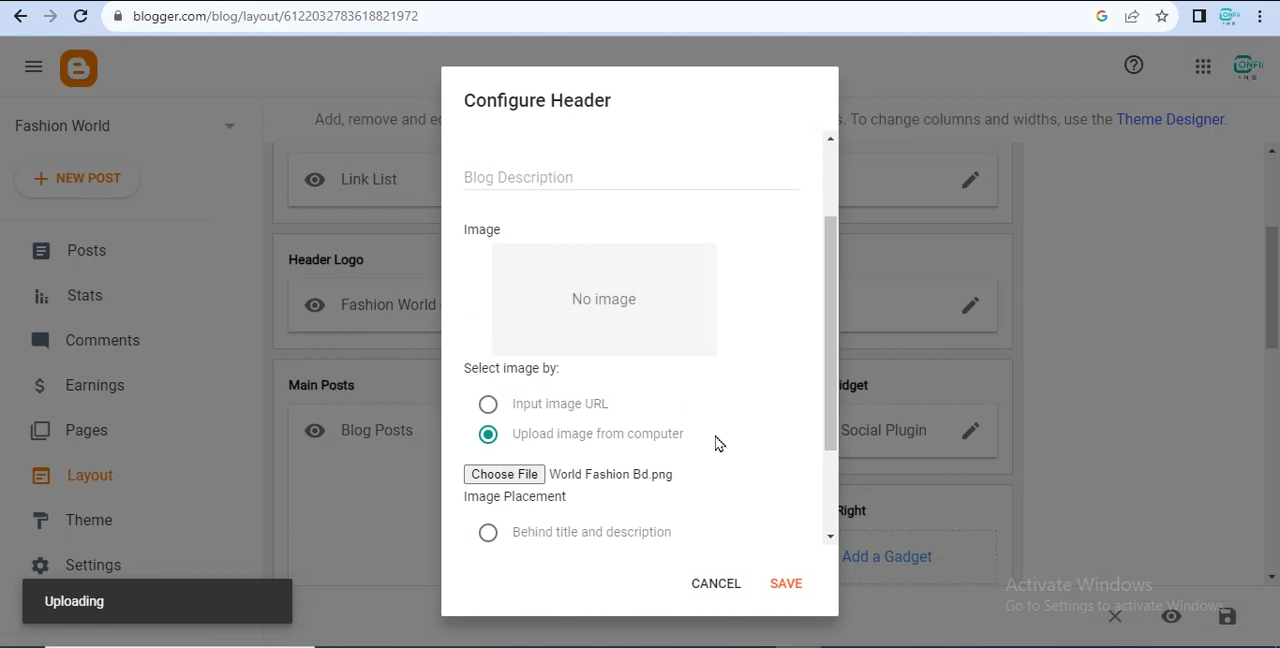 blogger.com/blog/layout/6122032783618821972
Fashion World
Add, remove and e
. To change columns and widths, use the Theme Designer.
NEW POST
Posts
Stats
Comments
Earnings
Pages
Layout
Theme
Settings
Uploading
Link List
Header Logo
Fashion World
Main Posts
Blog Posts
Configure Header
Blog Description
Image
No image
Select image by:
Input image URL
Upload image from computer
Choose File World Fashion Bd.png
Image Placement
Behind title and description
CANCEL SAVE
idget
Social Plugin
Right
Add a Gadget
Activate Windows
Go to Settings to activate Windows.